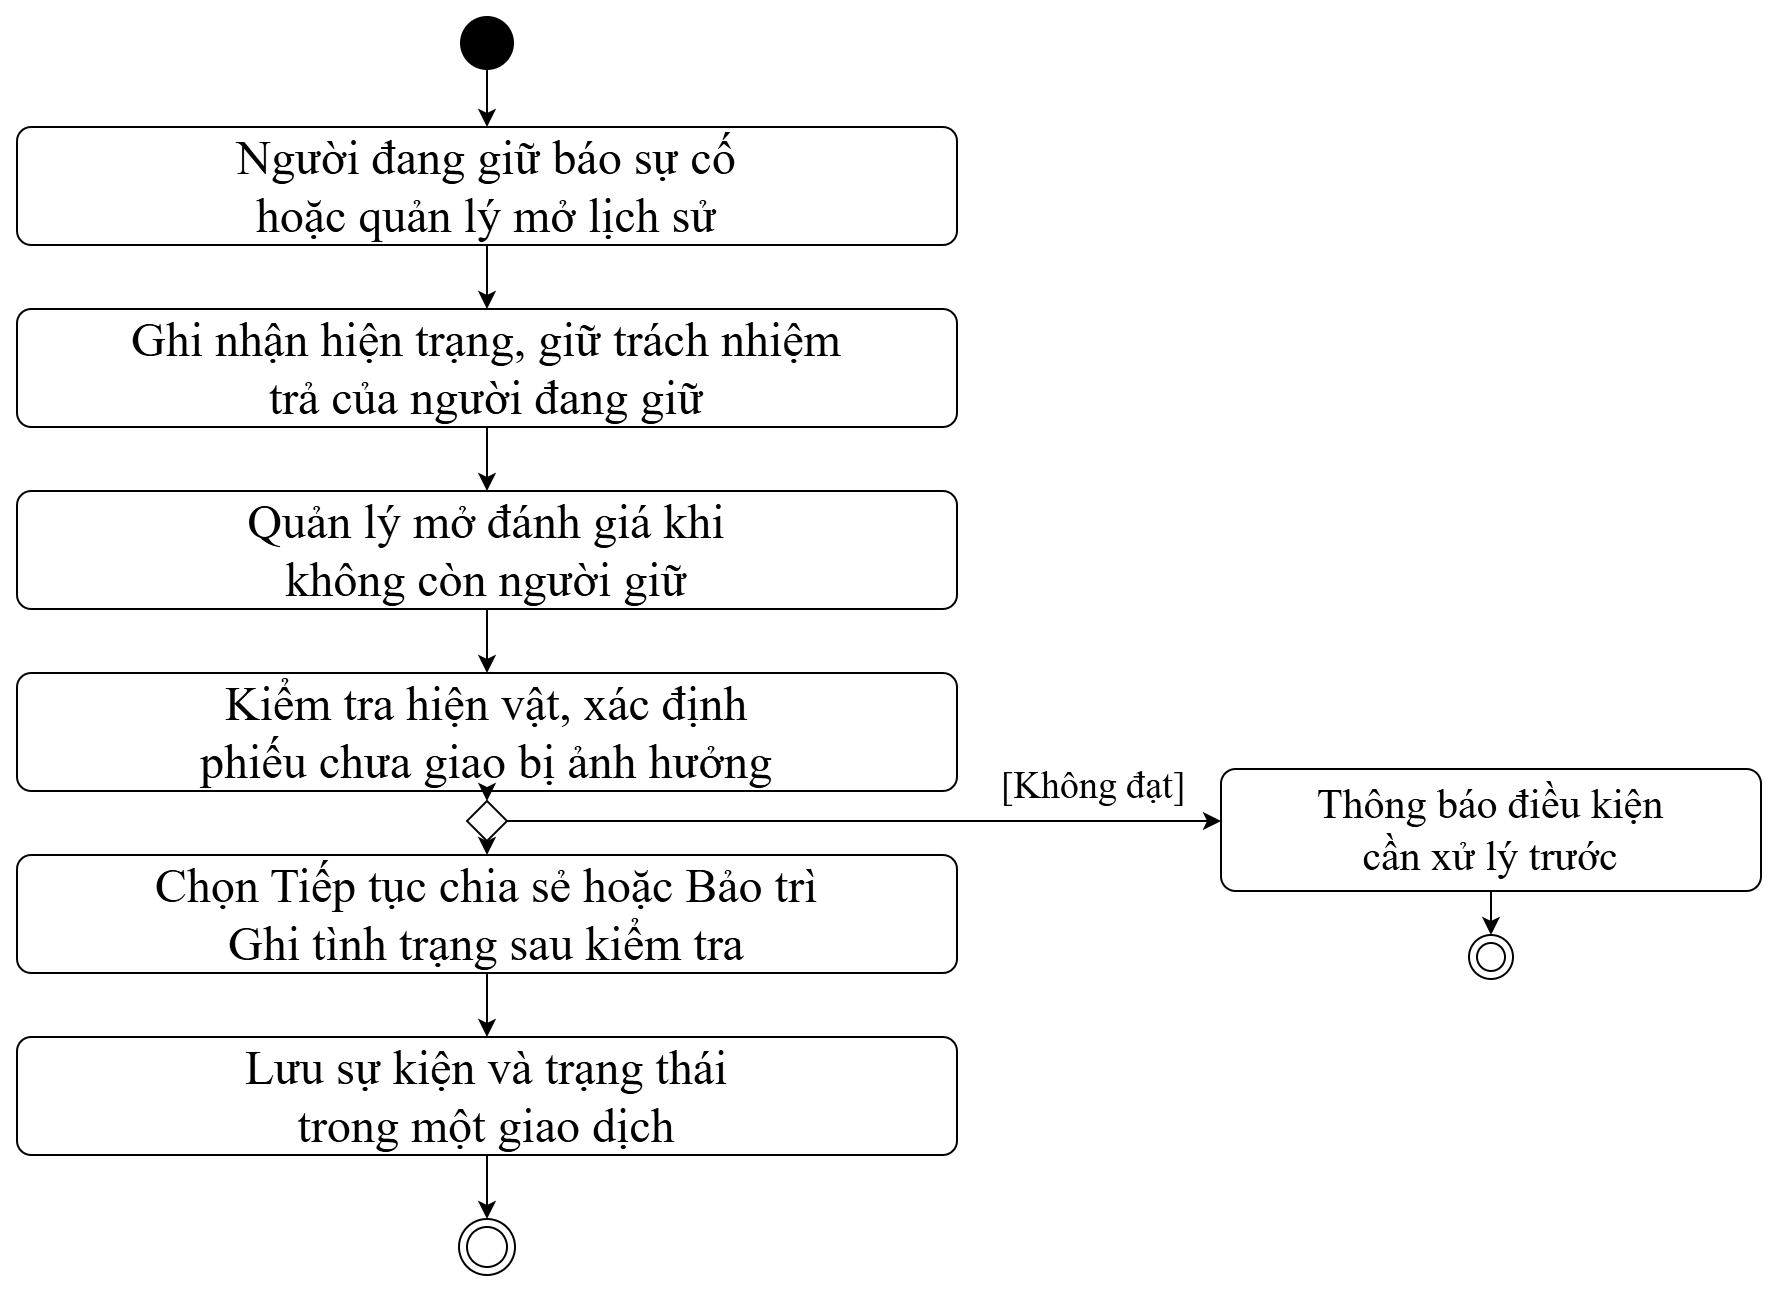 Người đang giữ báo sự cố
hoặc quản lý mở lịch sử
Ghi nhận hiện trạng, giữ trách nhiệm
trả của người đang giữ
Quản lý mở đánh giá khi
không còn người giữ
Kiểm tra hiện vật, xác định
phiếu chưa giao bị ảnh hưởng
[Không đạt]
Thông báo điều kiện
cần xử lý trước
Chọn Tiếp tục chia sẻ hoặc Bảo trì
Ghi tình trạng sau kiểm tra
Lưu sự kiện và trạng thái
trong một giao dịch